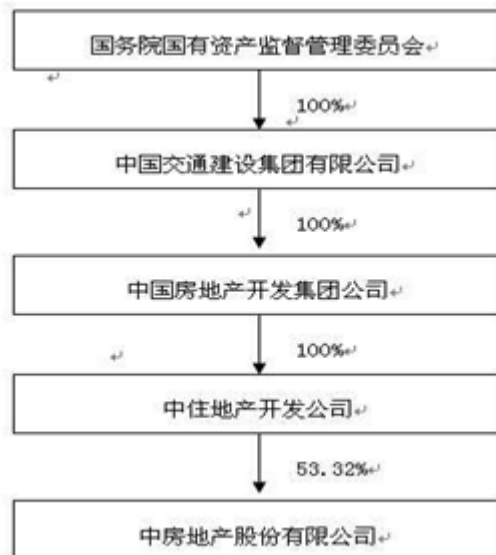 国务院国有资产监督管理委员会
100%
中国交通建设集团有限公司
100%
中国房地产开发集团公司
100%
中住地产开发公司
53.32%
中房地产股份有限公司